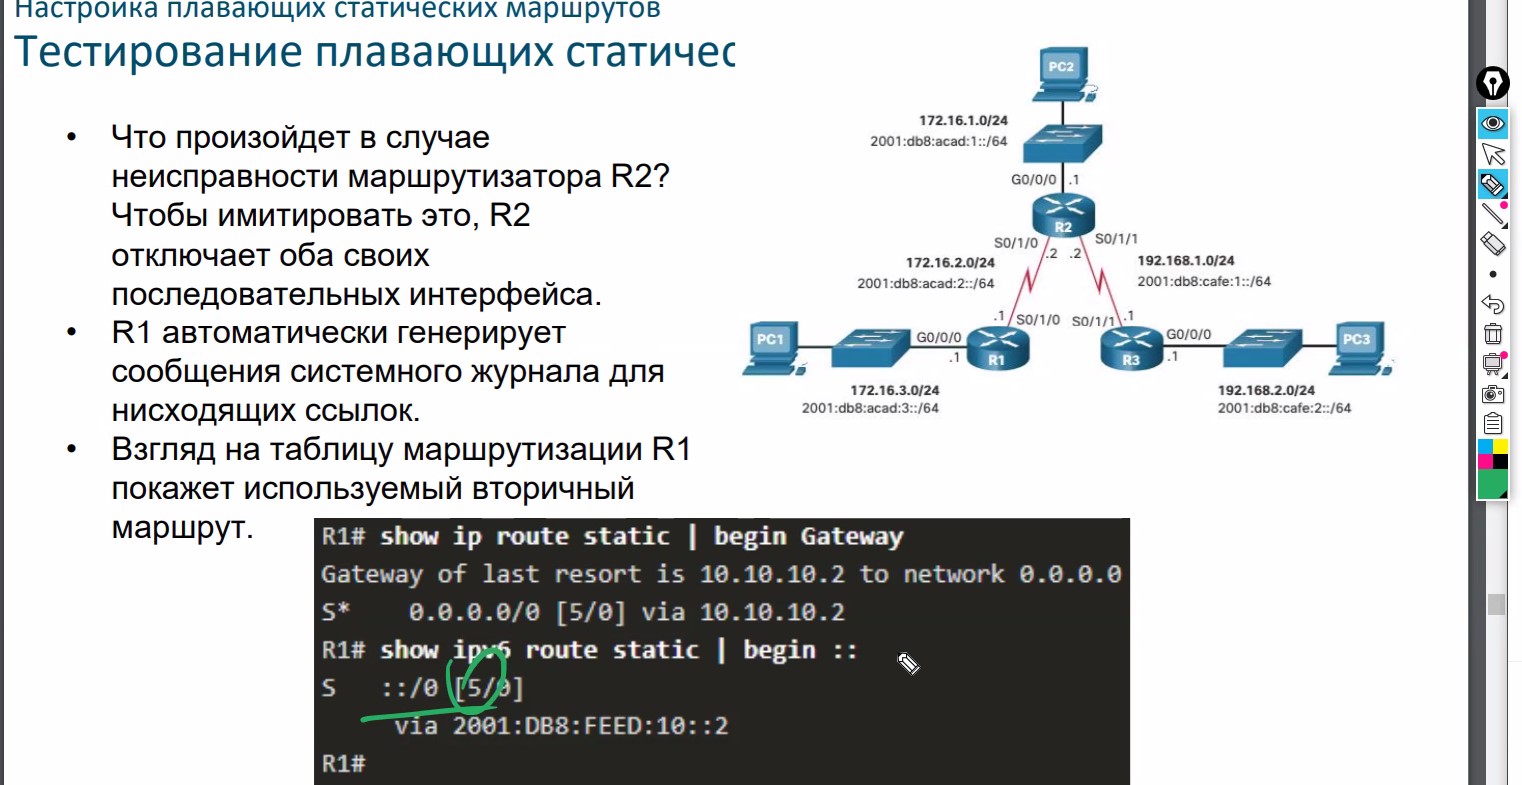 Настройка плавающих статических маршрутов
Тестирование плавающих статичес
• Что произойдет в случае
неисправности маршрутизатора R2?
Чтобы имитировать это, R2
отключает оба своих
последовательных интерфейса.
• R1 автоматически генерирует
сообщения системного журнала для
нисходящих ссылок.
• Взгляд на таблицу маршрутизации R1
покажет используемый вторичный
маршрут.
PC2
172.16.1.0/24
2001:db8:acad:1::/64
G0/0/0 .1
R2
S0/1/0 S0/1/1
.2 .2
172.16.2.0/24 192.168.1.0/24
2001:db8:acad:2::/64 2001:db8:cafe:1::/64
.1 S0/1/0 S0/1/1 .1
PC1 G0/0/0 R1 R3 G0/0/0 PC3
.1 .1
172.16.3.0/24 192.168.2.0/24
2001:db8:acad:3::/64 2001:db8:cafe:2::/64
R1# show ip route static | begin Gateway
Gateway of last resort is 10.10.10.2 to network 0.0.0.0
S* 0.0.0.0/0 [5/0] via 10.10.10.2
R1# show ipv6 route static | begin ::
S ::/0 [5/0]
via 2001:DB8:FEED:10::2
R1#